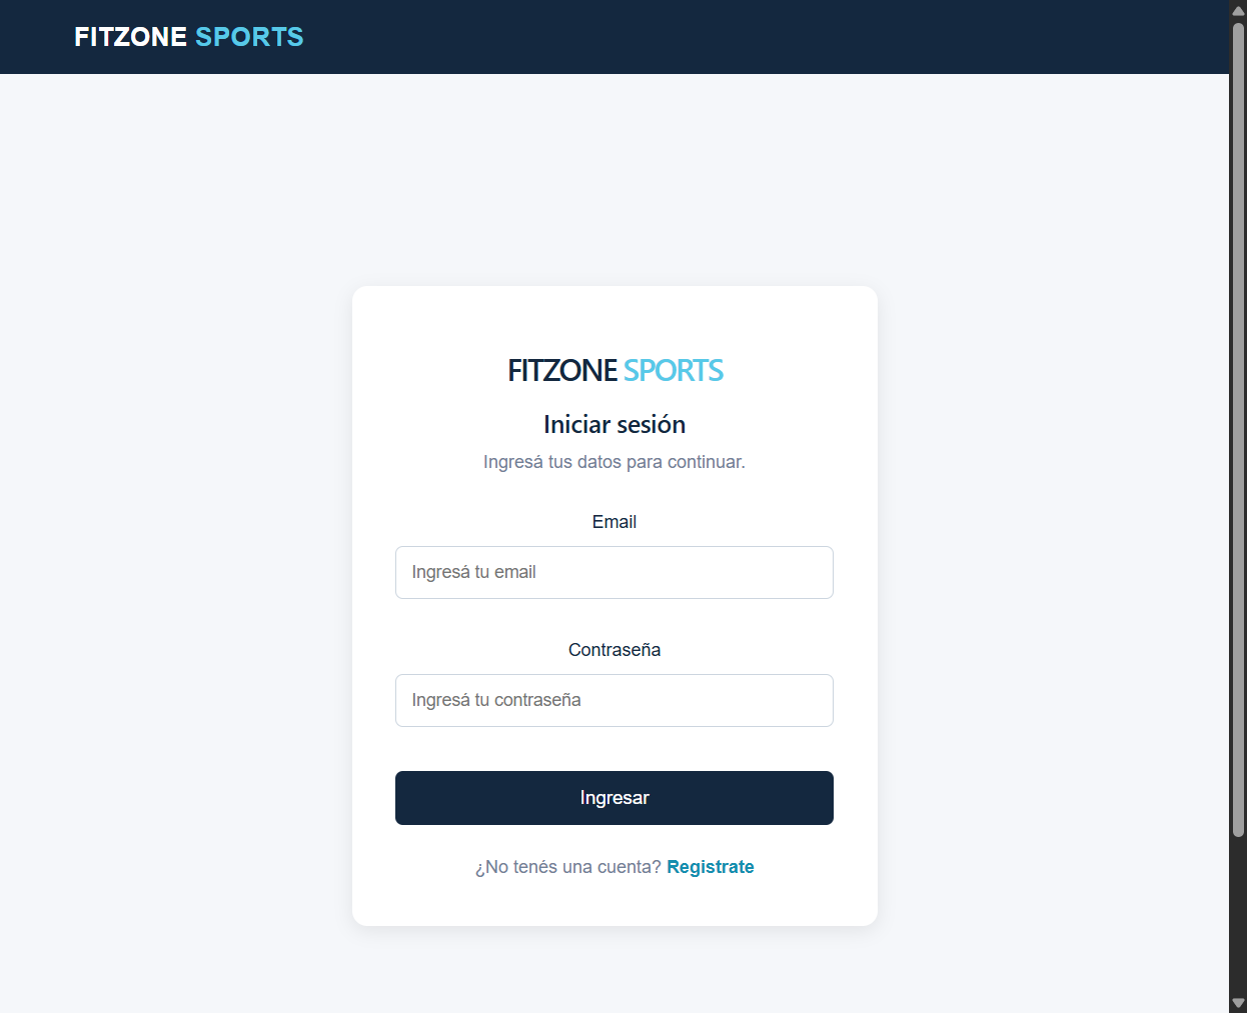 FITZONE SPORTS
FITZONE SPORTS
Iniciar sesión
Ingresá tus datos para continuar.
Email
Ingresá tu email
Contraseña
Ingresá tu contraseña
Ingresar
¿No tenés una cuenta? Registrate